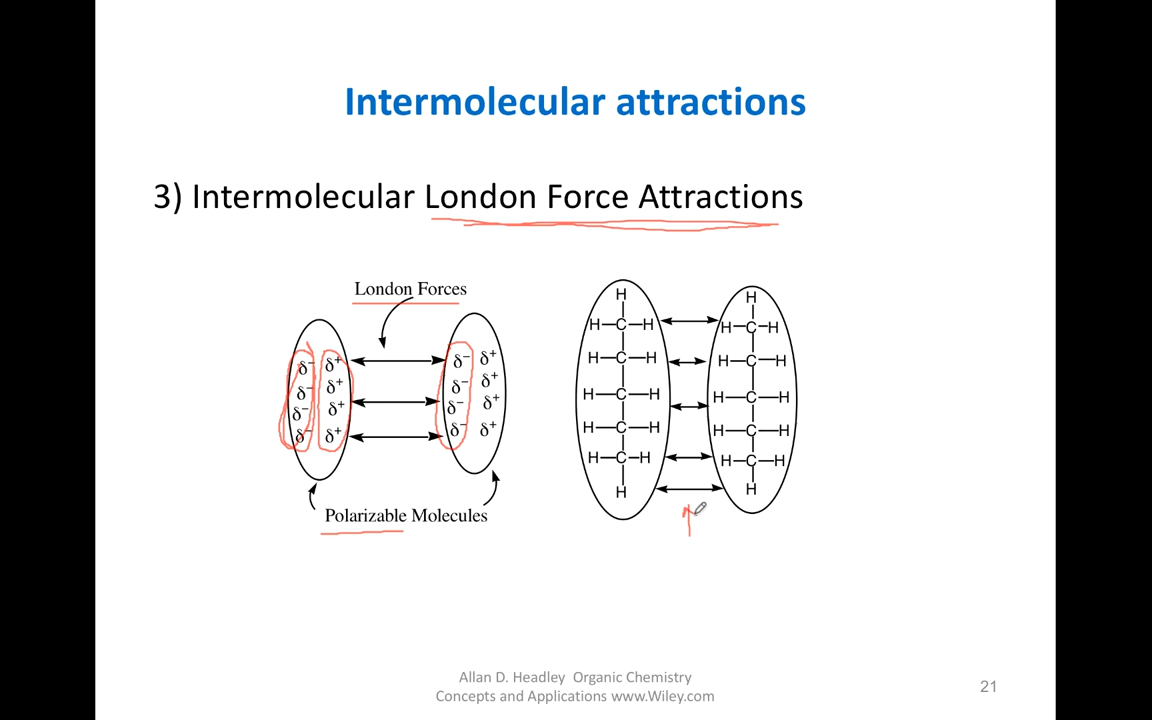 Intermolecular attractions
3) Intermolecular London Force Attractions
London Forces
δ⁻ δ⁺ δ⁻ δ⁺
δ⁻ δ⁺ δ⁻ δ⁺
δ⁻ δ⁺ δ⁻ δ⁺
δ⁻ δ⁺ δ⁻ δ⁺
Polarizable Molecules
H H
H—C—H H—C—H
H—C—H H—C—H
H—C—H H—C—H
H—C—H H—C—H
H—C—H H—C—H
H H
Allan D. Headley Organic Chemistry
Concepts and Applications www.Wiley.com
21